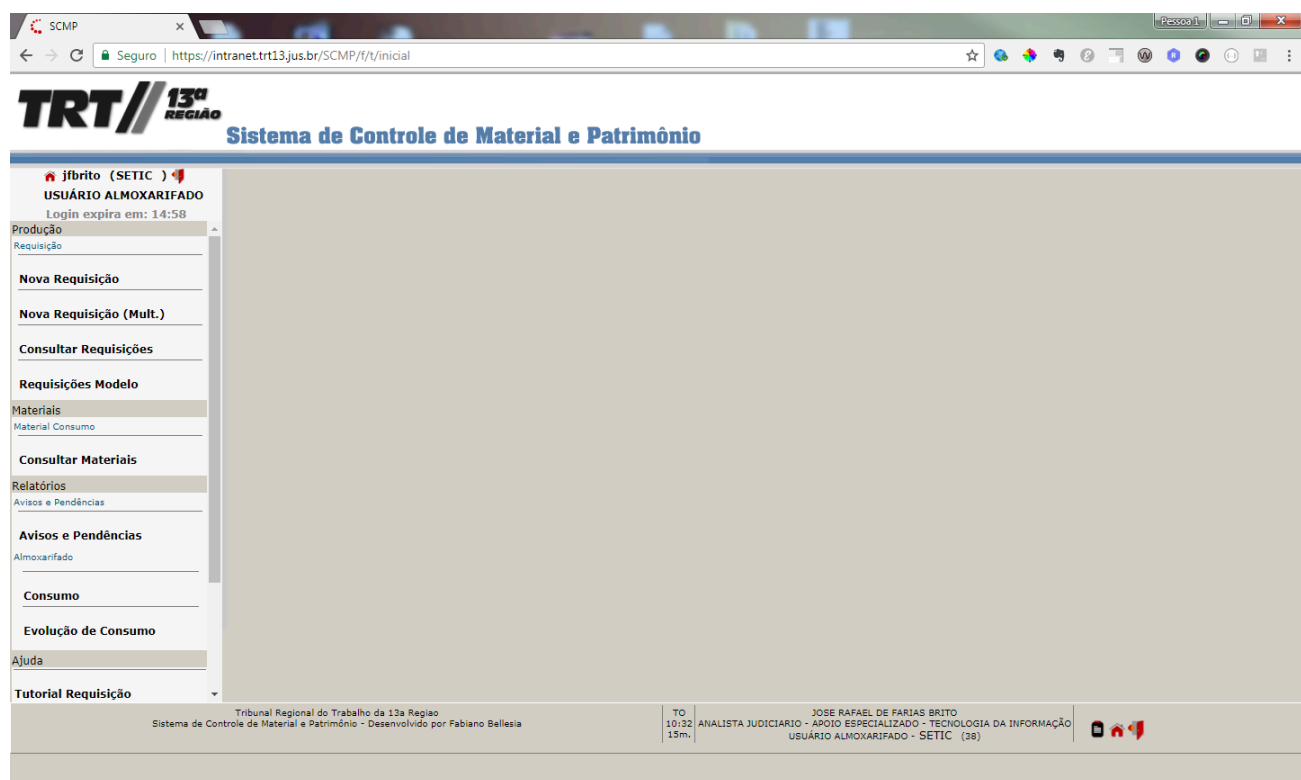 SCMP
Pessoa 1
Seguro | https://intranet.trt13.jus.br/SCMP/f/t/inicial
TRT// 13ª REGIÃO
Sistema de Controle de Material e Patrimônio
jfbrito (SETIC )
USUÁRIO ALMOXARIFADO
Login expira em: 14:58
Produção
Requisição
Nova Requisição
Nova Requisição (Mult.)
Consultar Requisições
Requisições Modelo
Materiais
Material Consumo
Consultar Materiais
Relatórios
Avisos e Pendências
Avisos e Pendências
Almoxarifado
Consumo
Evolução de Consumo
Ajuda
Tutorial Requisição
Tribunal Regional do Trabalho da 13a Regiao
Sistema de Controle de Material e Patrimônio - Desenvolvido por Fabiano Bellesia
TO
10:32
15m.
JOSE RAFAEL DE FARIAS BRITO
ANALISTA JUDICIARIO - APOIO ESPECIALIZADO - TECNOLOGIA DA INFORMAÇÃO
USUÁRIO ALMOXARIFADO - SETIC (38)